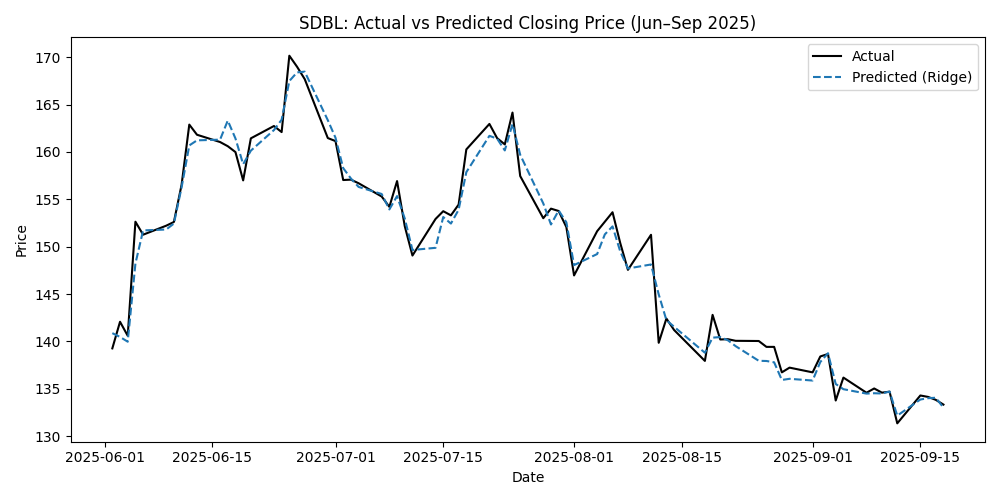 SDBL: Actual vs Predicted Closing Price (Jun–Sep 2025)
Actual
Predicted (Ridge)
Price
170
165
160
155
150
145
140
135
130
2025-06-01 2025-06-15 2025-07-01 2025-07-15 2025-08-01 2025-08-15 2025-09-01 2025-09-15
Date